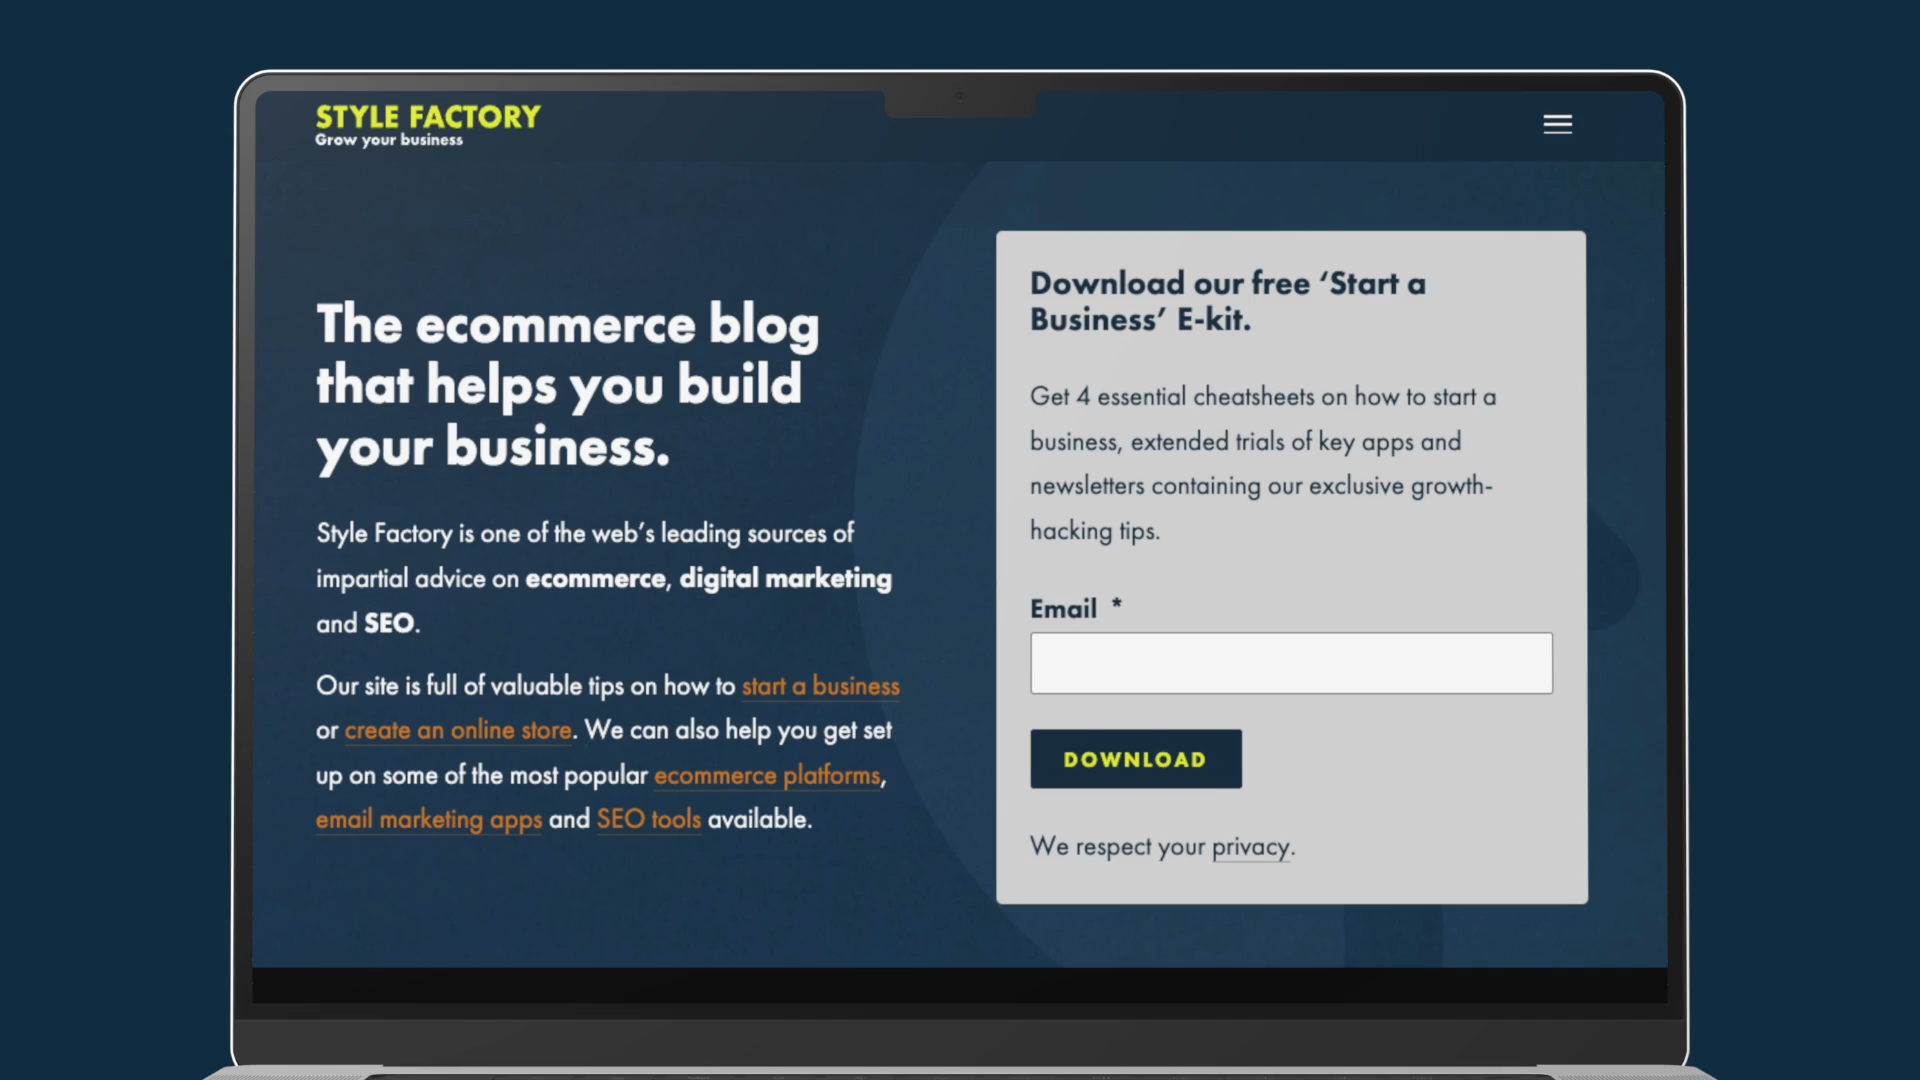 STYLE FACTORY
Grow your business
The ecommerce blog
that helps you build
your business.
Style Factory is one of the web’s leading sources of
impartial advice on ecommerce, digital marketing
and SEO.
Our site is full of valuable tips on how to start a business
or create an online store. We can also help you get set
up on some of the most popular ecommerce platforms,
email marketing apps and SEO tools available.
Download our free ‘Start a
Business’ E-kit.
Get 4 essential cheatsheets on how to start a
business, extended trials of key apps and
newsletters containing our exclusive growth-
hacking tips.
Email *
DOWNLOAD
We respect your privacy.